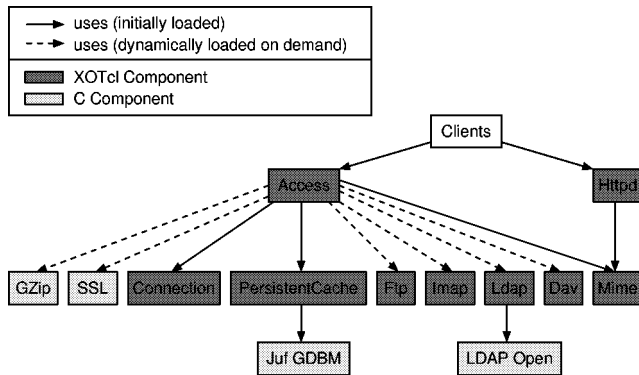 uses (initially loaded)
uses (dynamically loaded on demand)
XOTcl Component
C Component
Clients
Access
Httpd
GZip
SSL
Connection
PersistentCache
Ftp
Imap
Ldap
Dav
Mime
Juf GDBM
LDAP Open